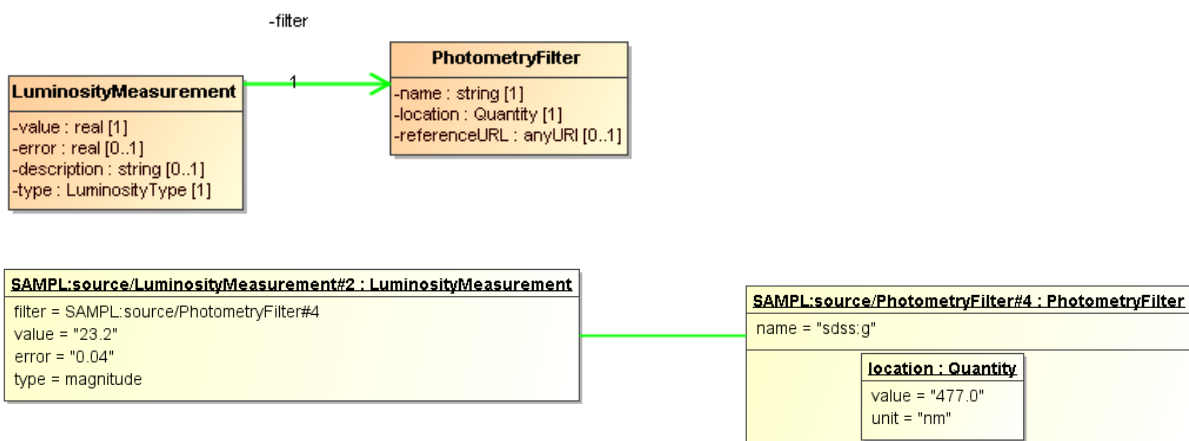 -filter
LuminosityMeasurement
-value : real [1]
-error : real [0..1]
-description : string [0..1]
-type : LuminosityType [1]
1
PhotometryFilter
-name : string [1]
-location : Quantity [1]
-referenceURL : anyURI [0..1]
SAMPL:source/LuminosityMeasurement#2 : LuminosityMeasurement
filter = SAMPL:source/PhotometryFilter#4
value = "23.2"
error = "0.04"
type = magnitude
SAMPL:source/PhotometryFilter#4 : PhotometryFilter
name = "sdss:g"
location : Quantity
value = "477.0"
unit = "nm"